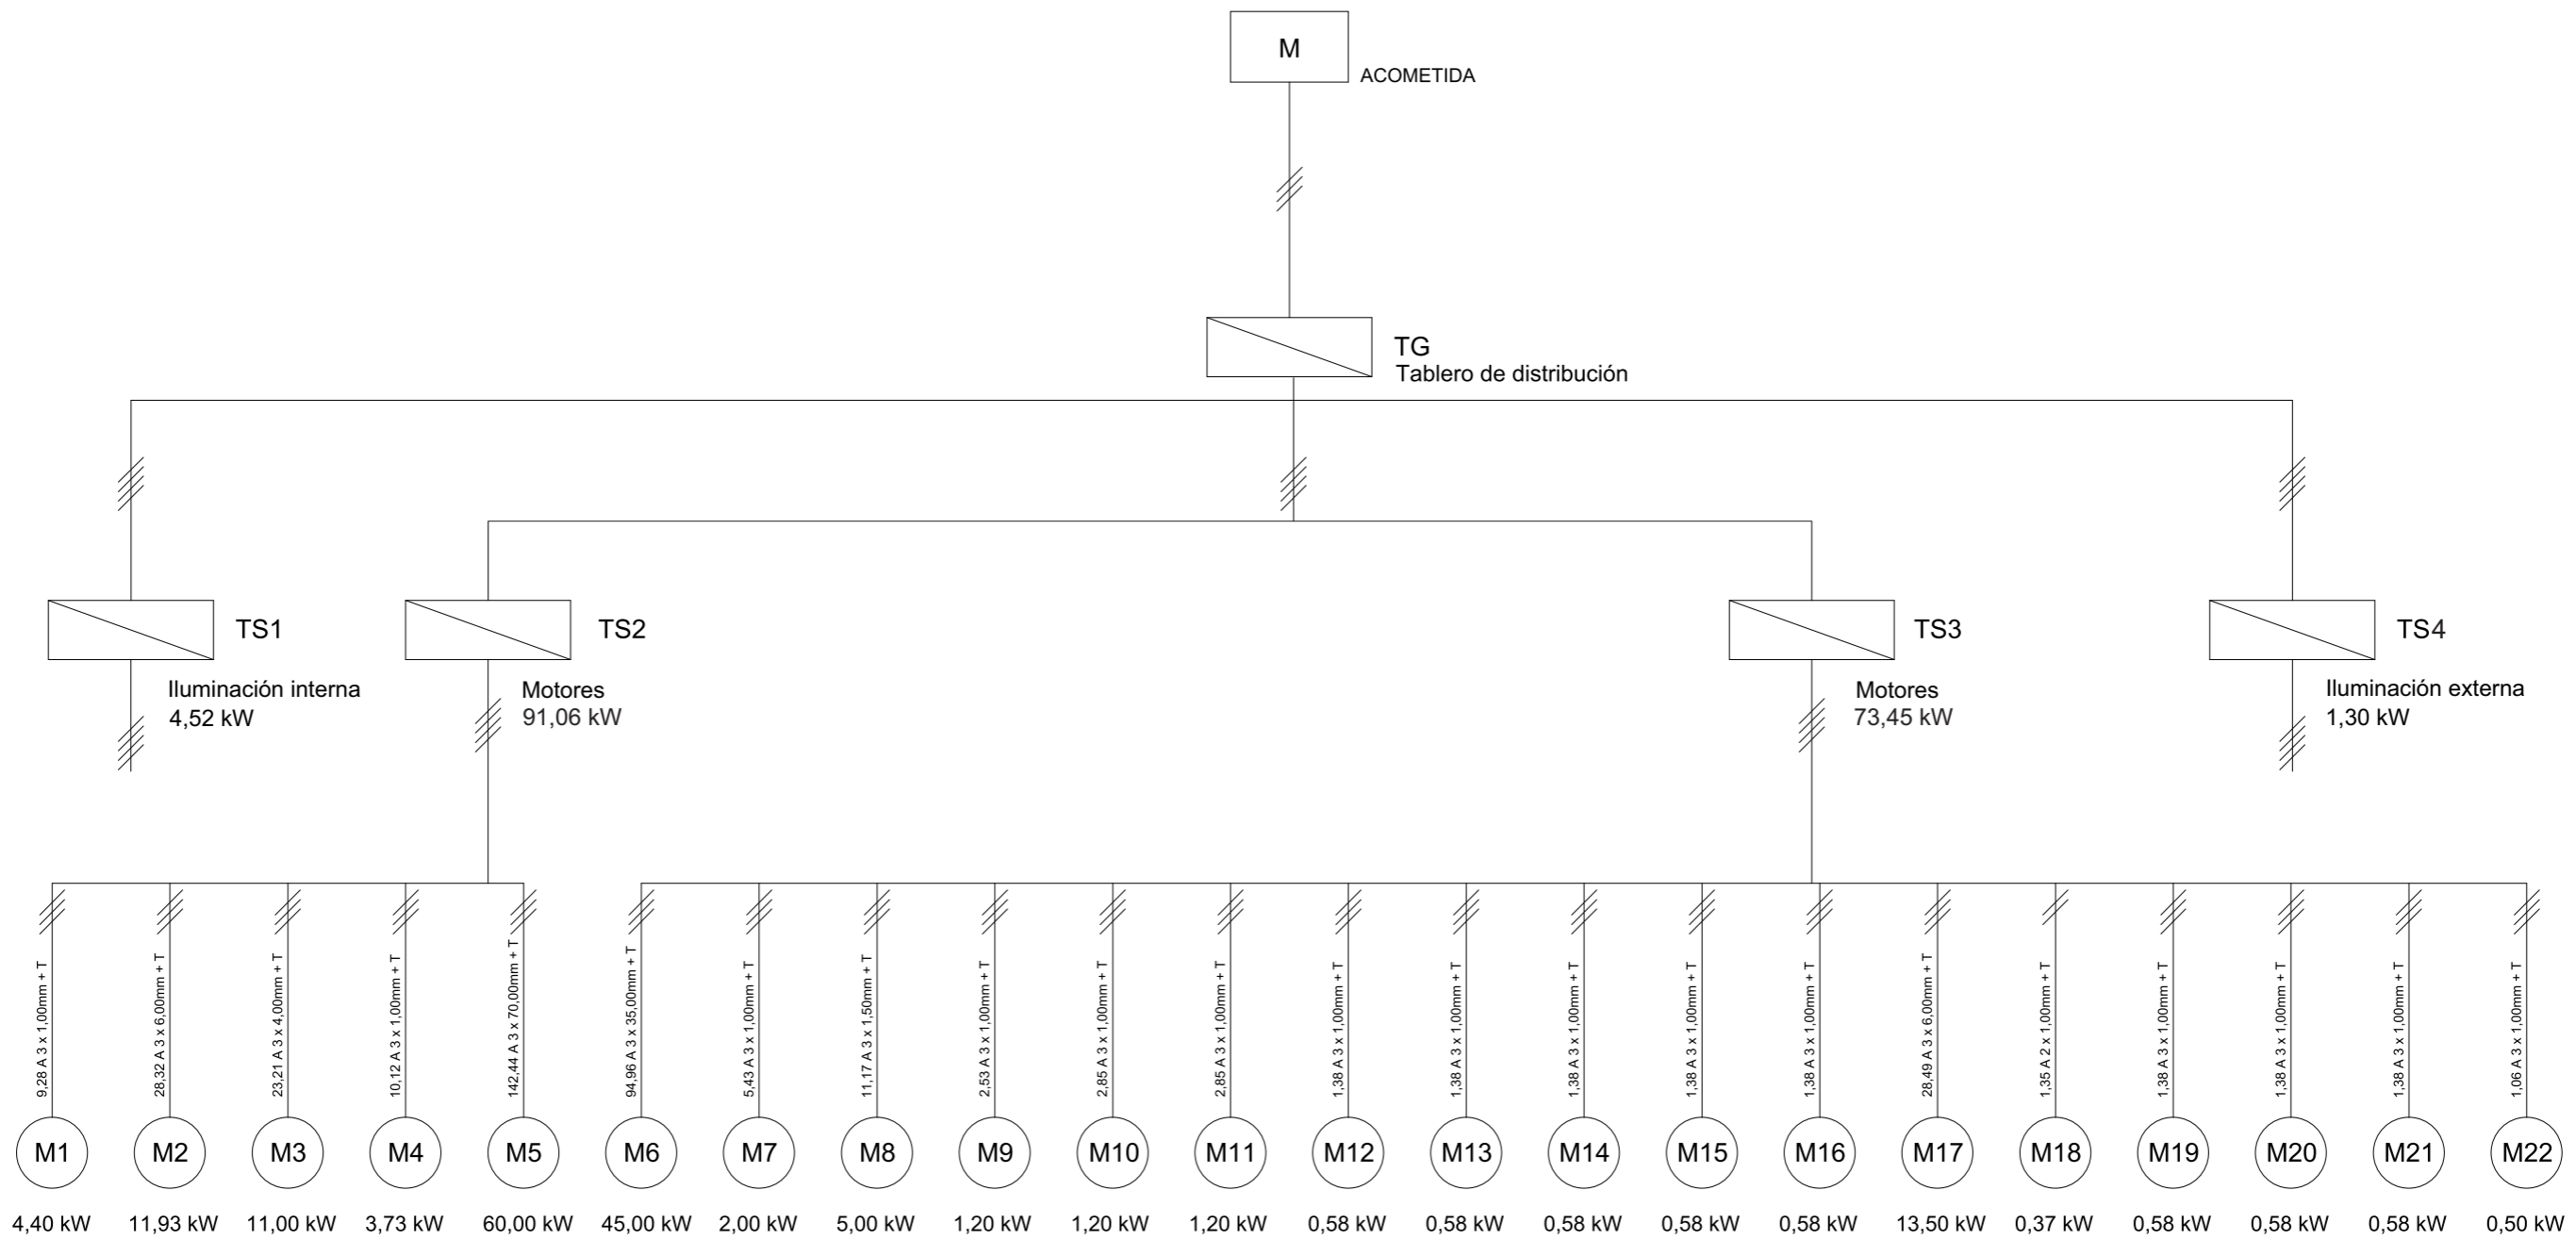 M
ACOMETIDA
TG
Tablero de distribución
TS1
Iluminación interna
4,52 kW
TS2
Motores
91,06 kW
TS3
Motores
73,45 kW
TS4
Iluminación externa
1,30 kW
9,28 A 3 x 1,00mm + T
28,32 A 3 x 6,00mm + T
23,21 A 3 x 4,00mm + T
10,12 A 3 x 1,00mm + T
142,44 A 3 x 70,00mm + T
94,96 A 3 x 35,00mm + T
5,43 A 3 x 1,00mm + T
11,17 A 3 x 1,50mm + T
2,53 A 3 x 1,00mm + T
2,85 A 3 x 1,00mm + T
2,85 A 3 x 1,00mm + T
1,38 A 3 x 1,00mm + T
1,38 A 3 x 1,00mm + T
1,38 A 3 x 1,00mm + T
1,38 A 3 x 1,00mm + T
1,38 A 3 x 1,00mm + T
28,49 A 3 x 6,00mm + T
1,35 A 2 x 1,00mm + T
1,38 A 3 x 1,00mm + T
1,38 A 3 x 1,00mm + T
1,38 A 3 x 1,00mm + T
1,06 A 3 x 1,00mm + T
M1 M2 M3 M4 M5 M6 M7 M8 M9 M10 M11 M12 M13 M14 M15 M16 M17 M18 M19 M20 M21 M22
4,40 kW 11,93 kW 11,00 kW 3,73 kW 60,00 kW 45,00 kW 2,00 kW 5,00 kW 1,20 kW 1,20 kW 1,20 kW 0,58 kW 0,58 kW 0,58 kW 0,58 kW 0,58 kW 13,50 kW 0,37 kW 0,58 kW 0,58 kW 0,58 kW 0,50 kW